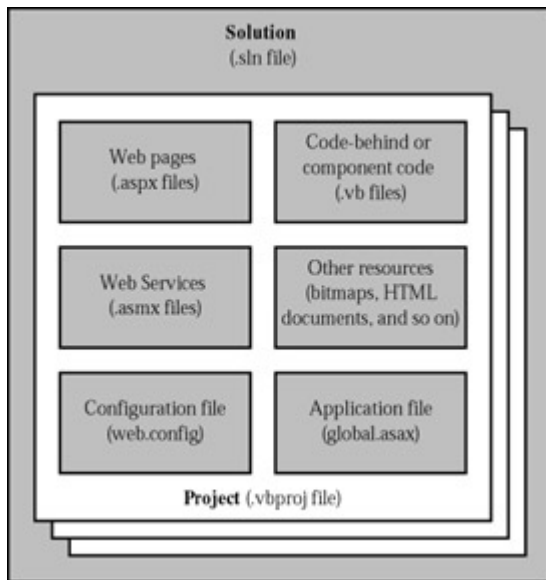 Solution
(.sln file)
Web pages
(.aspx files)
Code-behind or
component code
(.vb files)
Web Services
(.asmx files)
Other resources
(bitmaps, HTML
documents, and so on)
Configuration file
(web.config)
Application file
(global.asax)
Project (.vbproj file)